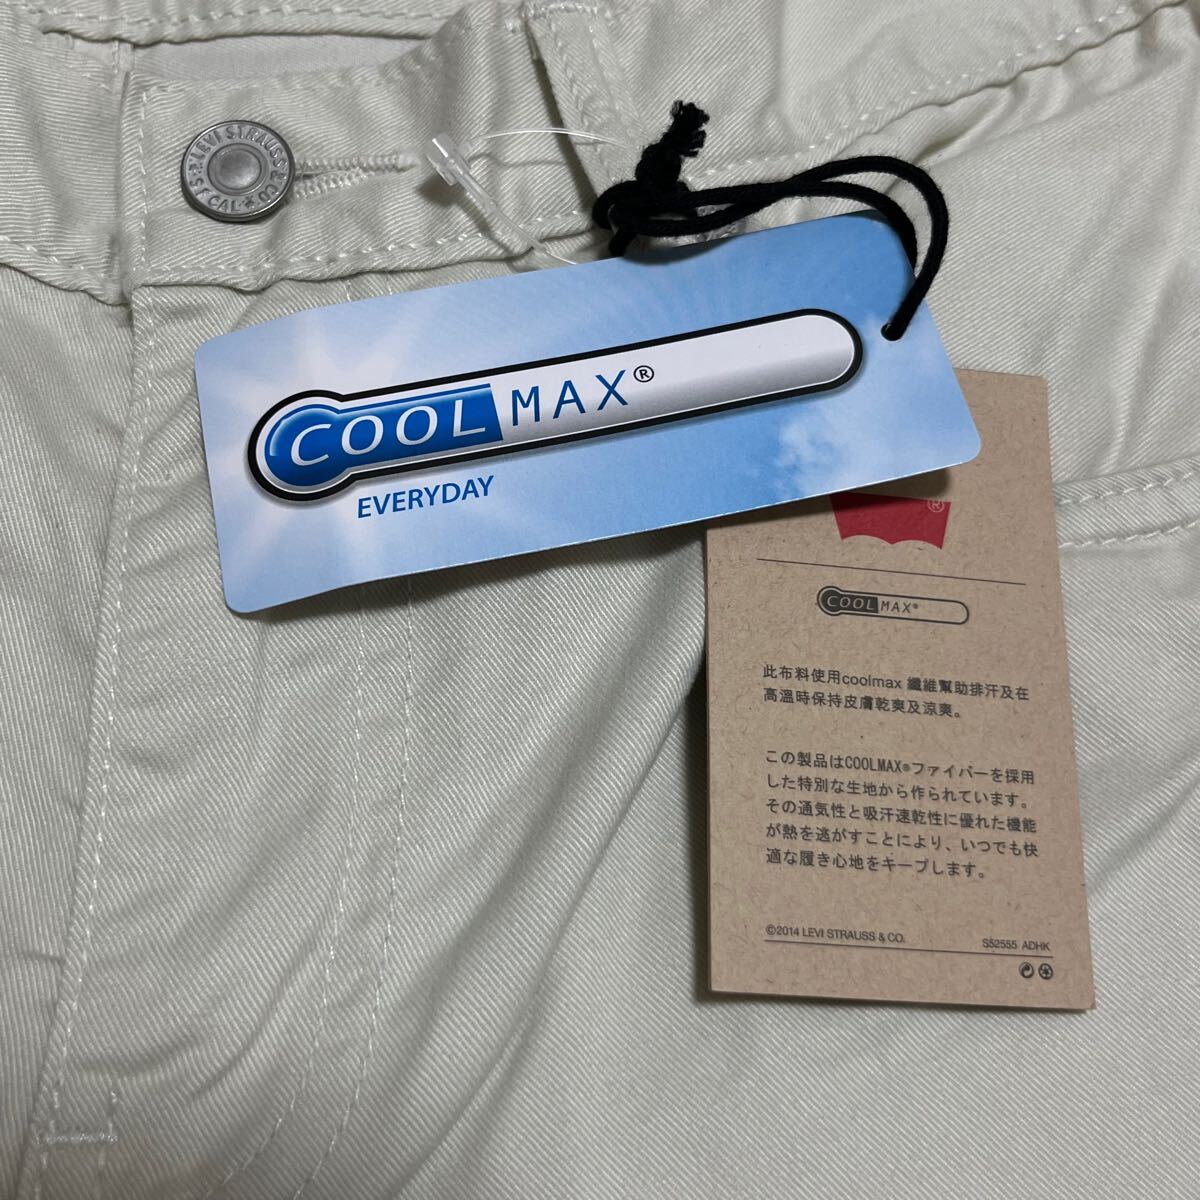 LEVI STRAUSS & CO
S.F. CAL
COOLMAX®
EVERYDAY
®
COOLMAX®
此布料使用coolmax 纖維幫助排汗及在
高溫時保持皮膚乾爽及涼爽。
この製品はCOOLMAX®ファイバーを採用
した特別な生地から作られています。
その通気性と吸汗速乾性に優れた機能
が熱を逃がすことにより、いつでも快
適な履き心地をキープします。
©2014 LEVI STRAUSS & CO. S52555 ADHK